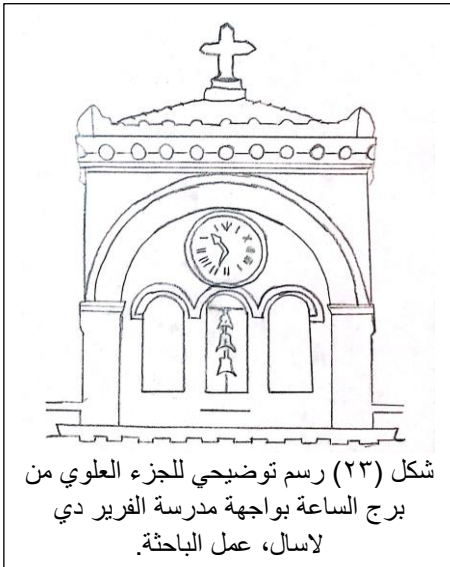 شكل (٢٣) رسم توضيحي للجزء العلوي من
برج الساعة بواجهة مدرسة الفرير دي
لاسال، عمل الباحثة.